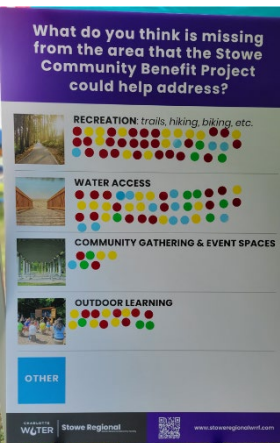 What do you think is missing
from the area that the Stowe
Community Benefit Project
could help address?
RECREATION: trails, hiking, biking, etc.
WATER ACCESS
COMMUNITY GATHERING & EVENT SPACES
OUTDOOR LEARNING
OTHER
CHARLOTTE
WATER
Stowe Regional
www.stoweregionalwrrf.com